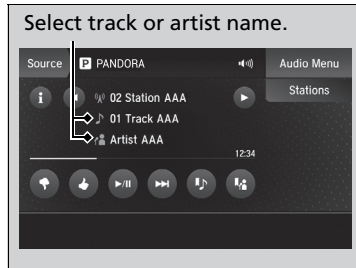 Select track or artist name.
Source P PANDORA Audio Menu
Stations
i 02 Station AAA
01 Track AAA
Artist AAA
12:34